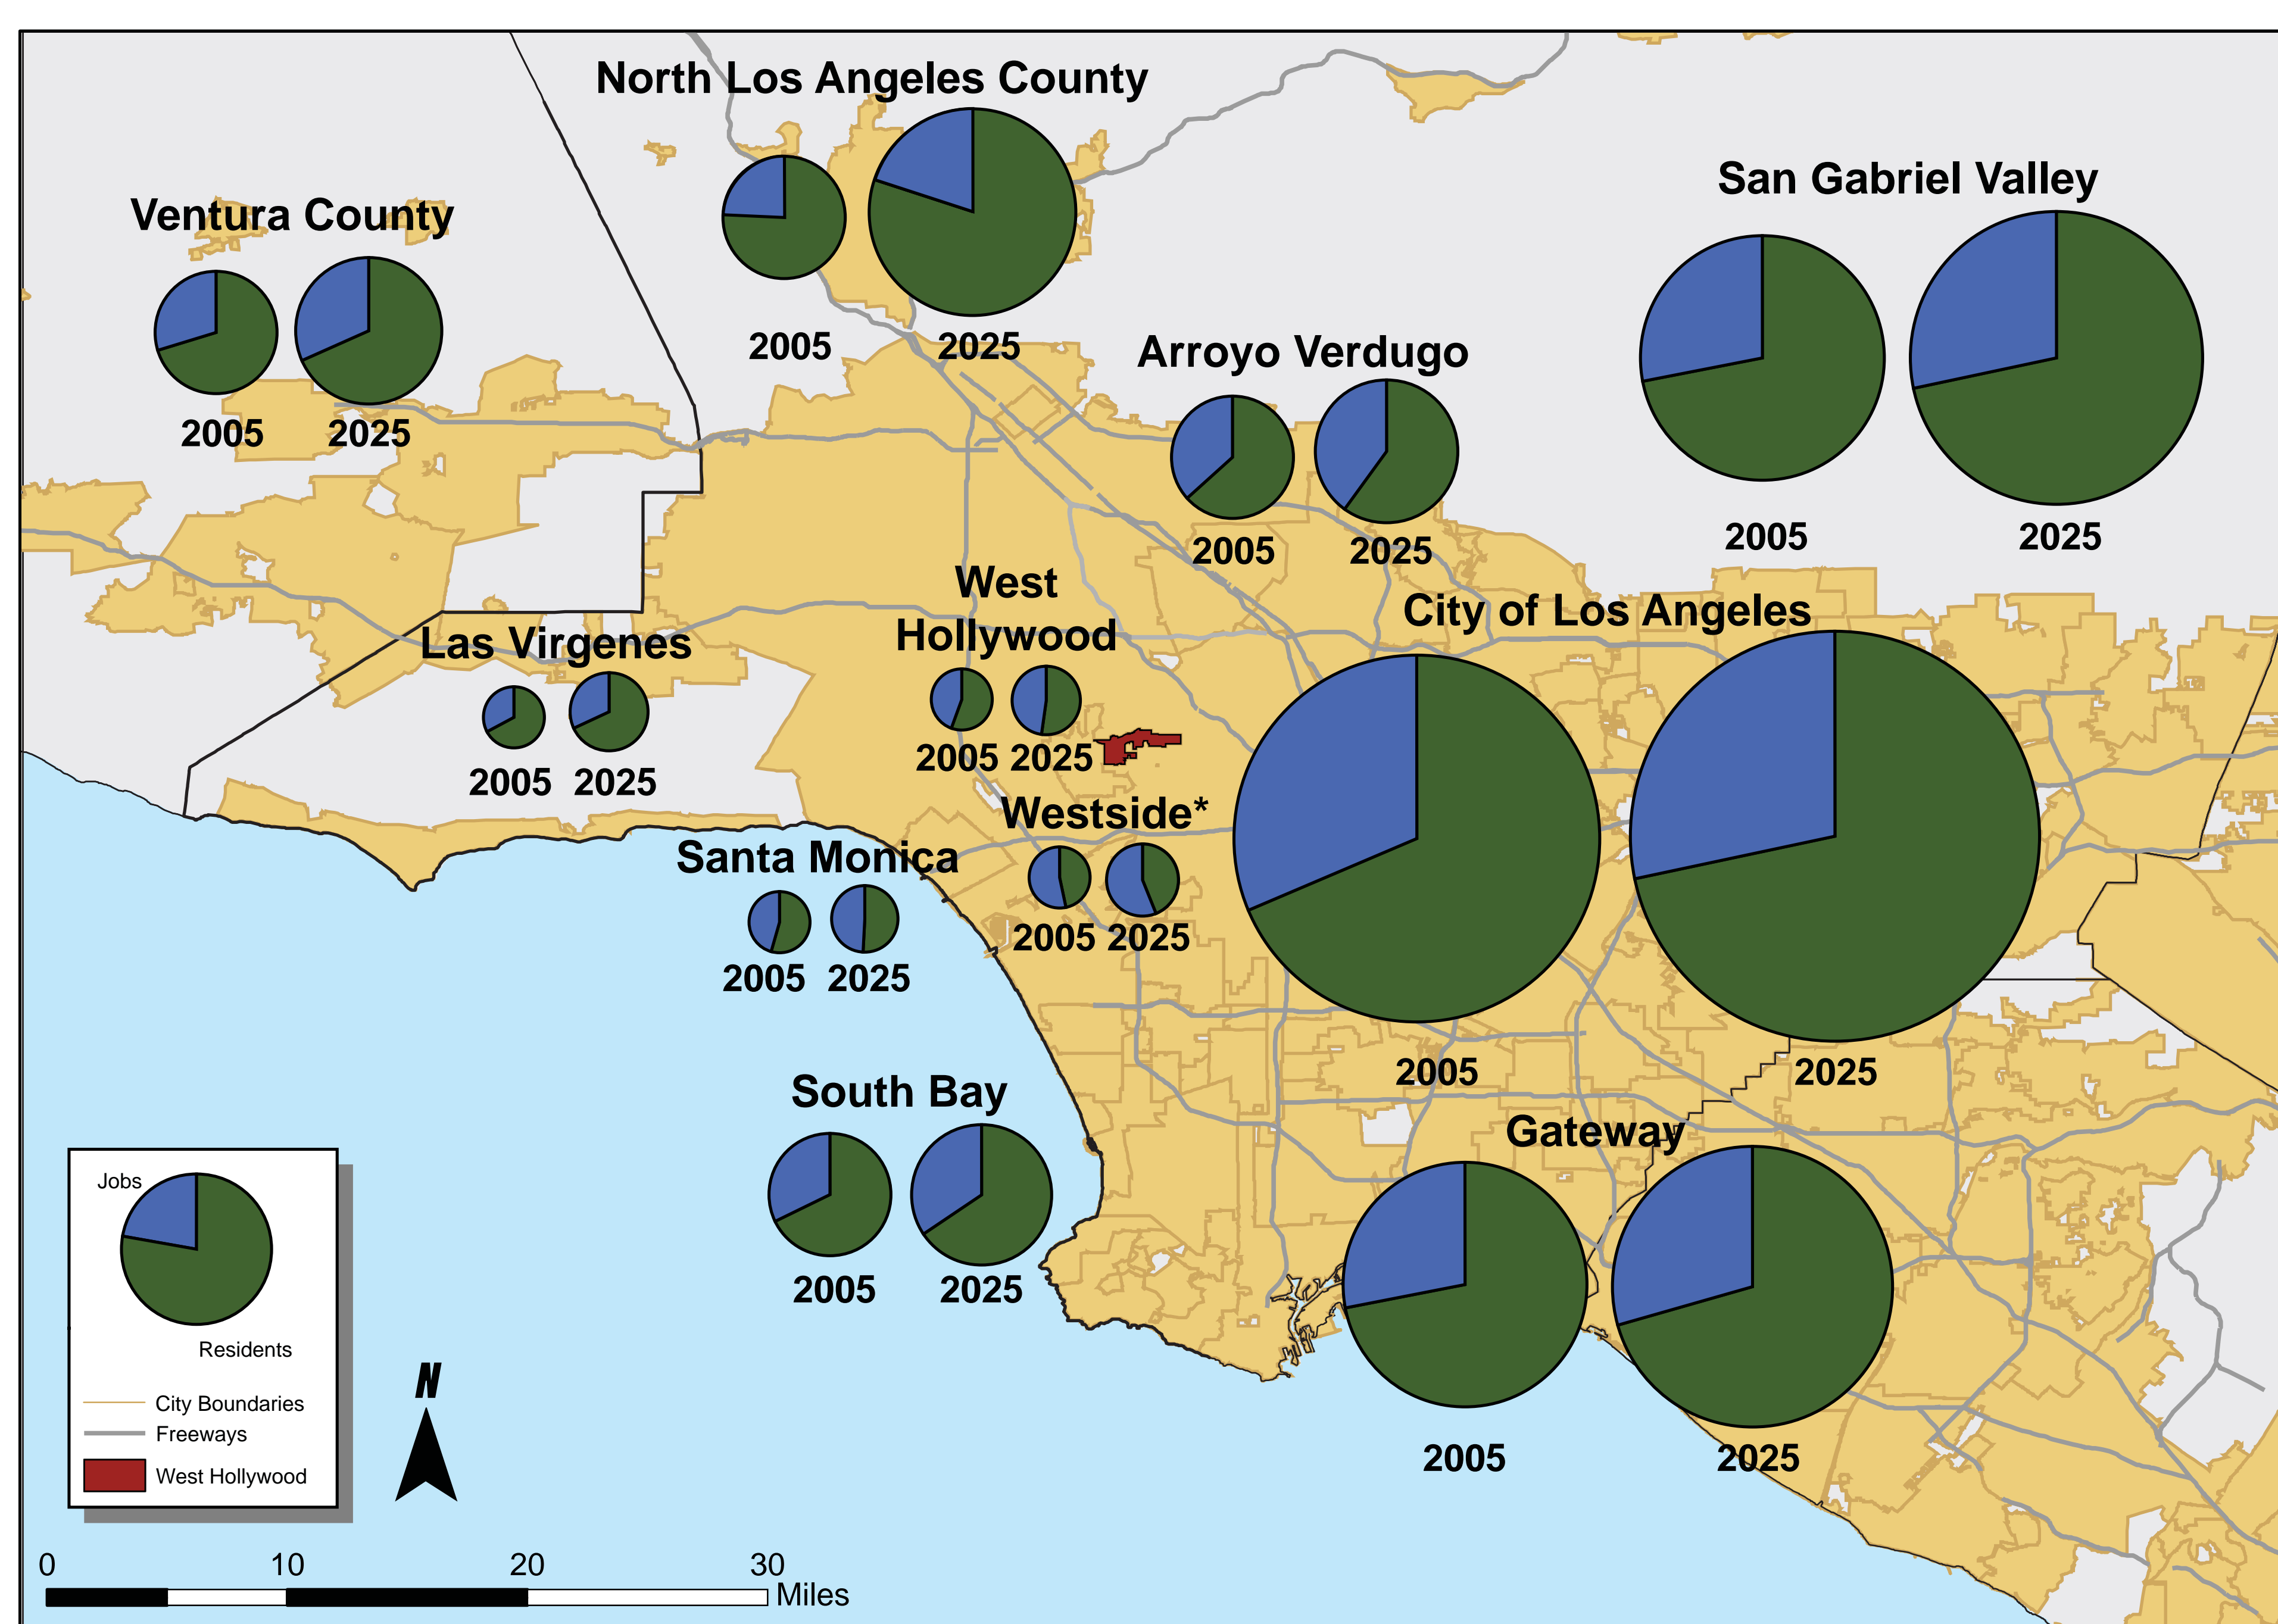 North Los Angeles County
2005
2025
San Gabriel Valley
2005
2025
Ventura County
2005
2025
Arroyo Verdugo
2005
2025
West
Hollywood
2005 2025
City of Los Angeles
2005
2025
Las Virgenes
2005
2025
Westside*
2005 2025
Santa Monica
2005
2025
South Bay
2005
2025
Gateway
2005
2025
Jobs
Residents
City Boundaries
Freeways
West Hollywood
N
0
10
20
30
Miles